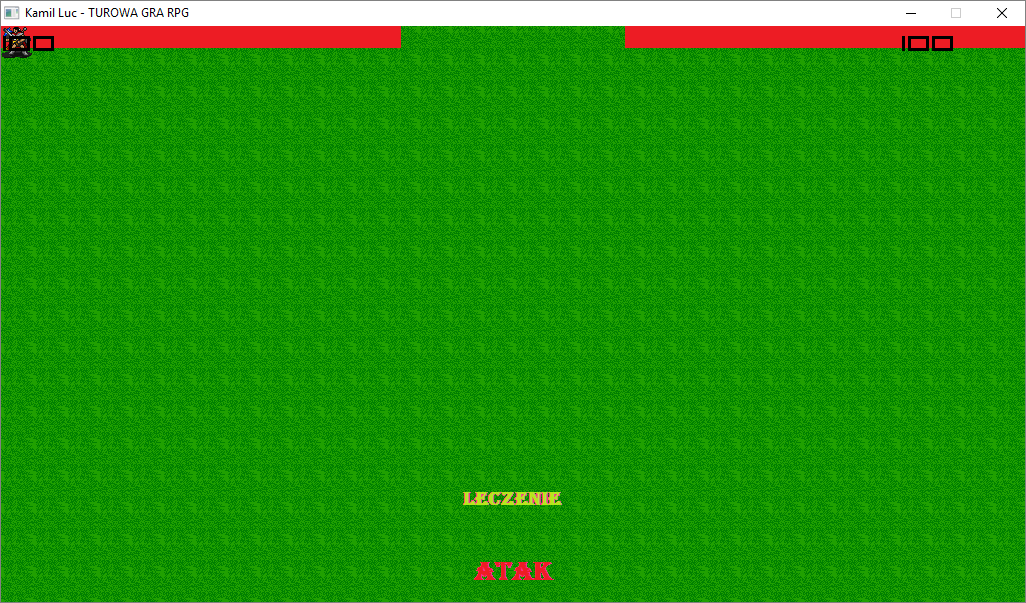 Kamil Luc - TUROWA GRA RPG
100 100
LECZENIE
ATAK